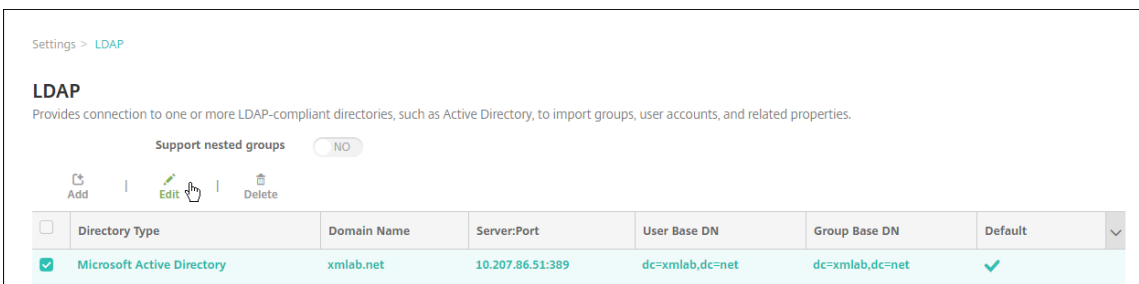 Settings > LDAP
LDAP
Provides connection to one or more LDAP-compliant directories, such as Active Directory, to import groups, user accounts, and related properties.
Support nested groups NO
Add | Edit | Delete
Directory Type Domain Name Server:Port User Base DN Group Base DN Default
Microsoft Active Directory xmlab.net 10.207.86.51:389 dc=xmlab,dc=net dc=xmlab,dc=net